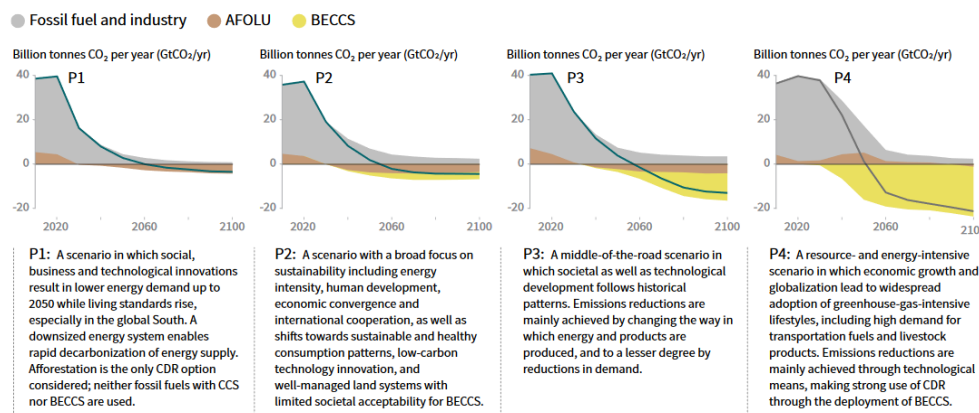 Fossil fuel and industry AFOLU BECCS
Billion tonnes CO₂ per year (GtCO₂/yr)
P1
40
20
0
-20
2020 2060 2100
Billion tonnes CO₂ per year (GtCO₂/yr)
P2
40
20
0
-20
2020 2060 2100
Billion tonnes CO₂ per year (GtCO₂/yr)
P3
40
20
0
-20
2020 2060 2100
Billion tonnes CO₂ per year (GtCO₂/yr)
P4
40
20
0
-20
2020 2060 2100
P1: A scenario in which social,
business and technological innovations
result in lower energy demand up to
2050 while living standards rise,
especially in the global South. A
downsized energy system enables
rapid decarbonization of energy supply.
Afforestation is the only CDR option
considered; neither fossil fuels with CCS
nor BECCS are used.
P2: A scenario with a broad focus on
sustainability including energy
intensity, human development,
economic convergence and
international cooperation, as well as
shifts towards sustainable and healthy
consumption patterns, low-carbon
technology innovation, and
well-managed land systems with
limited societal acceptability for BECCS.
P3: A middle-of-the-road scenario in
which societal as well as technological
development follows historical
patterns. Emissions reductions are
mainly achieved by changing the way in
which energy and products are
produced, and to a lesser degree by
reductions in demand.
P4: A resource- and energy-intensive
scenario in which economic growth and
globalization lead to widespread
adoption of greenhouse-gas-intensive
lifestyles, including high demand for
transportation fuels and livestock
products. Emissions reductions are
mainly achieved through technological
means, making strong use of CDR
through the deployment of BECCS.